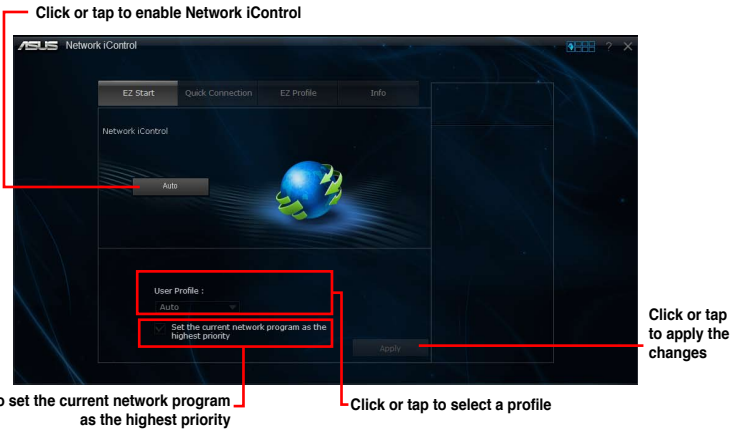 Click or tap to enable Network iControl
ASUS Network iControl
? ×
EZ Start Quick Connection EZ Profile Info
Network iControl
Auto
User Profile :
Auto
Set the current network program as the
highest priority
Apply
Click or tap
to apply the
changes
set the current network program
as the highest priority
Click or tap to select a profile